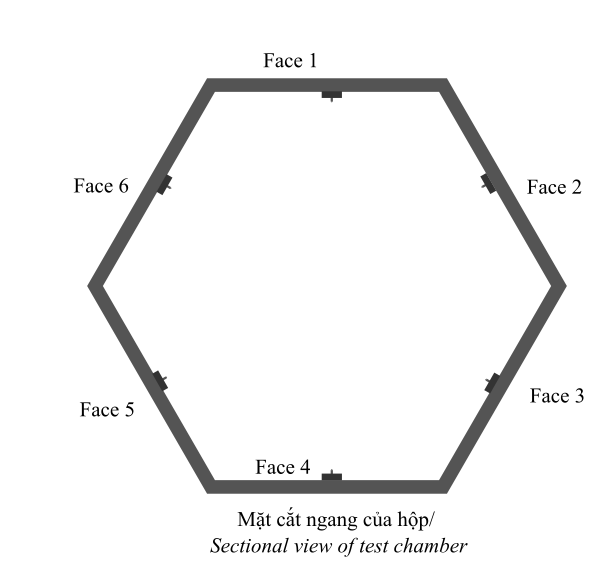 Face 1
Face 6
Face 2
Face 3
Face 5
Face 4
Mặt cắt ngang của hộp/
Sectional view of test chamber